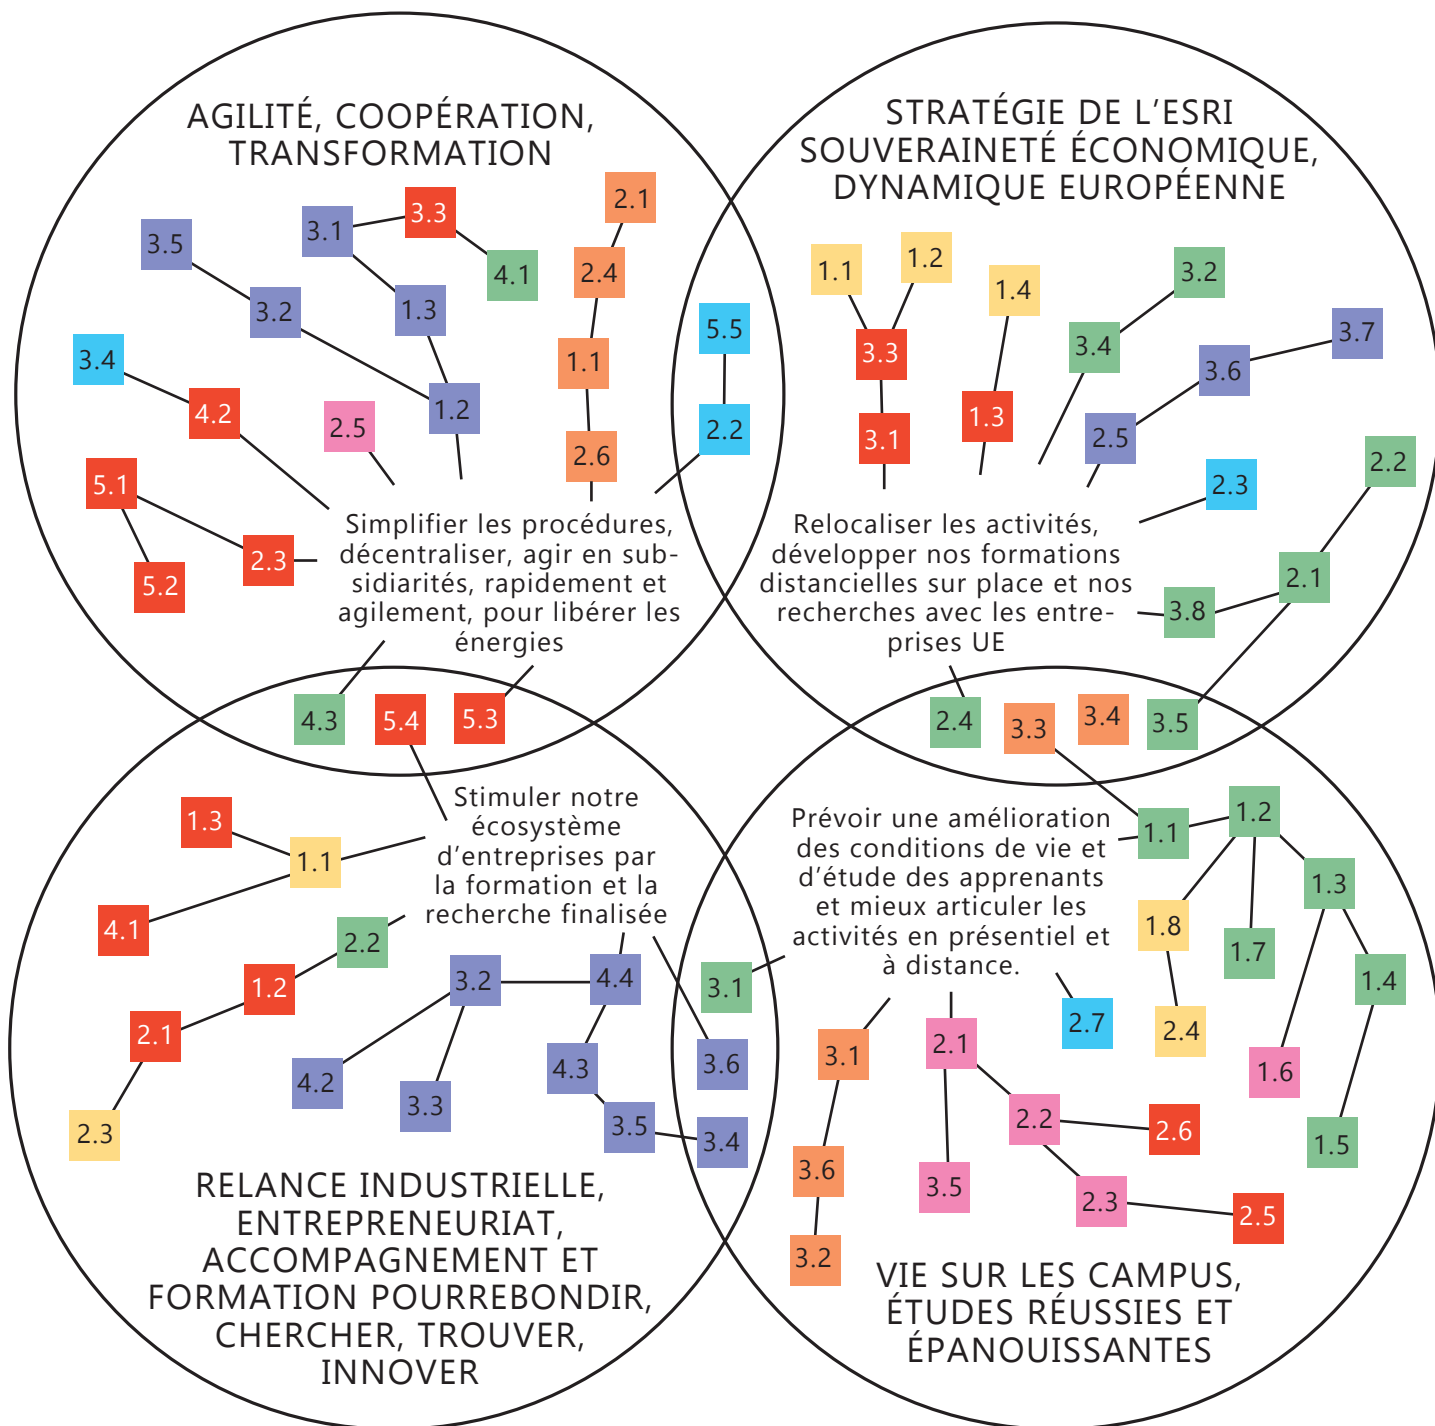 AGILITÉ, COOPÉRATION,
TRANSFORMATION
2.1
3.3
3.1
3.5
4.1
2.4
3.2
1.3
3.4
1.1
4.2
2.5
1.2
2.6
5.1
2.3
5.2
Simplifier les procédures,
décentraliser, agir en sub-
sidiarités, rapidement et
agilement, pour libérer les
énergies
5.5
2.2
STRATÉGIE DE L’ESRI
SOUVERAINETÉ ÉCONOMIQUE,
DYNAMIQUE EUROPÉENNE
1.1
1.2
1.4
3.2
3.3
3.4
3.7
3.6
3.1
1.3
2.5
2.2
2.3
2.1
3.8
Relocaliser les activités,
développer nos formations
distancielles sur place et nos
recherches avec les entre-
prises UE
4.3
5.4
5.3
2.4
3.3
3.4
3.5
Stimuler notre
écosystème
d'entreprises par
la formation et la
recherche finalisée
1.3
1.1
4.1
2.2
1.2
3.2
4.4
2.1
4.2
4.3
3.3
2.3
3.5
RELANCE INDUSTRIELLE,
ENTREPRENEURIAT,
ACCOMPAGNEMENT ET
FORMATION POURREBONDIR,
CHERCHER, TROUVER,
INNOVER
3.1
3.6
3.4
Prévoir une amélioration
des conditions de vie et
d'étude des apprenants
et mieux articuler les
activités en présentiel et
à distance.
1.1
1.2
1.3
1.8
1.7
1.4
2.7
2.4
3.1
2.1
1.6
2.2
2.6
1.5
3.6
3.5
2.3
2.5
3.2
VIE SUR LES CAMPUS,
ÉTUDES RÉUSSIES ET
ÉPANOUISSANTES